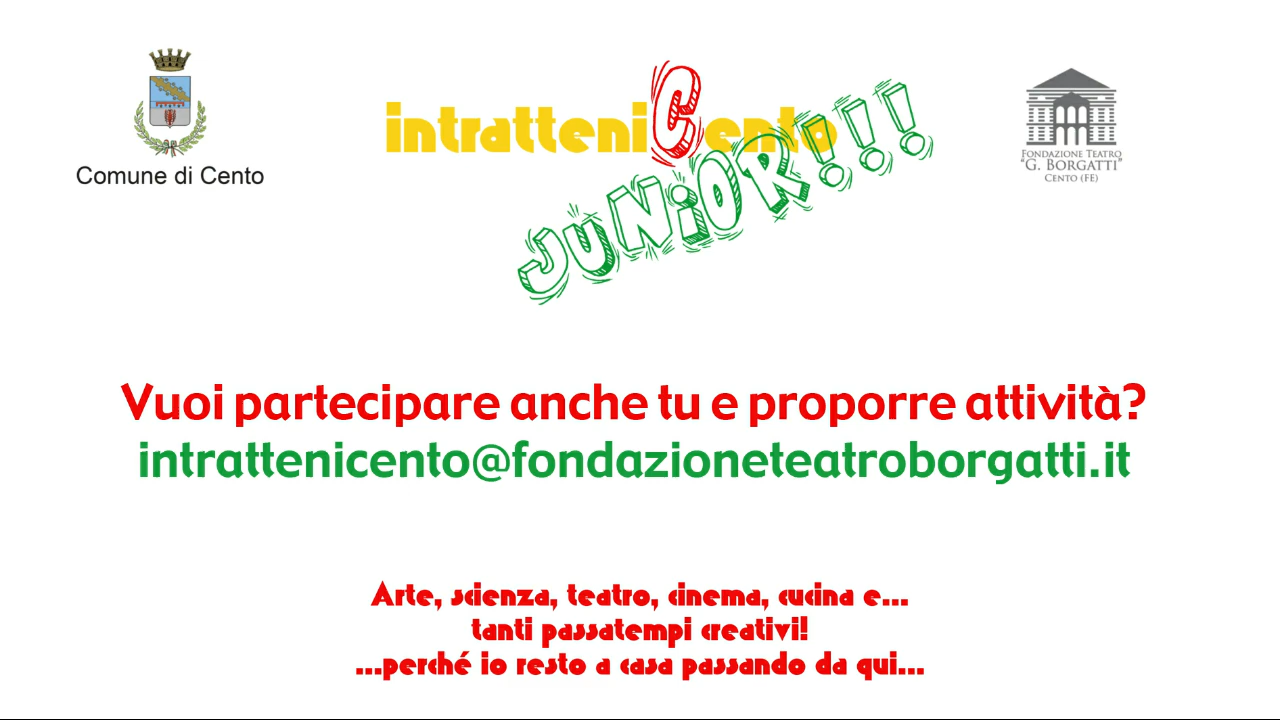 Comune di Cento
intratteniCento
JUNiOR!!!
FONDAZIONE TEATRO
"G. BORGATTI"
CENTO (FE)
Vuoi partecipare anche tu e proporre attività?
intrattenicento@fondazioneteatroborgatti.it
Arte, scienza, teatro, cinema, cucina e...
tanti passatempi creativi!
...perché io resto a casa passando da qui...